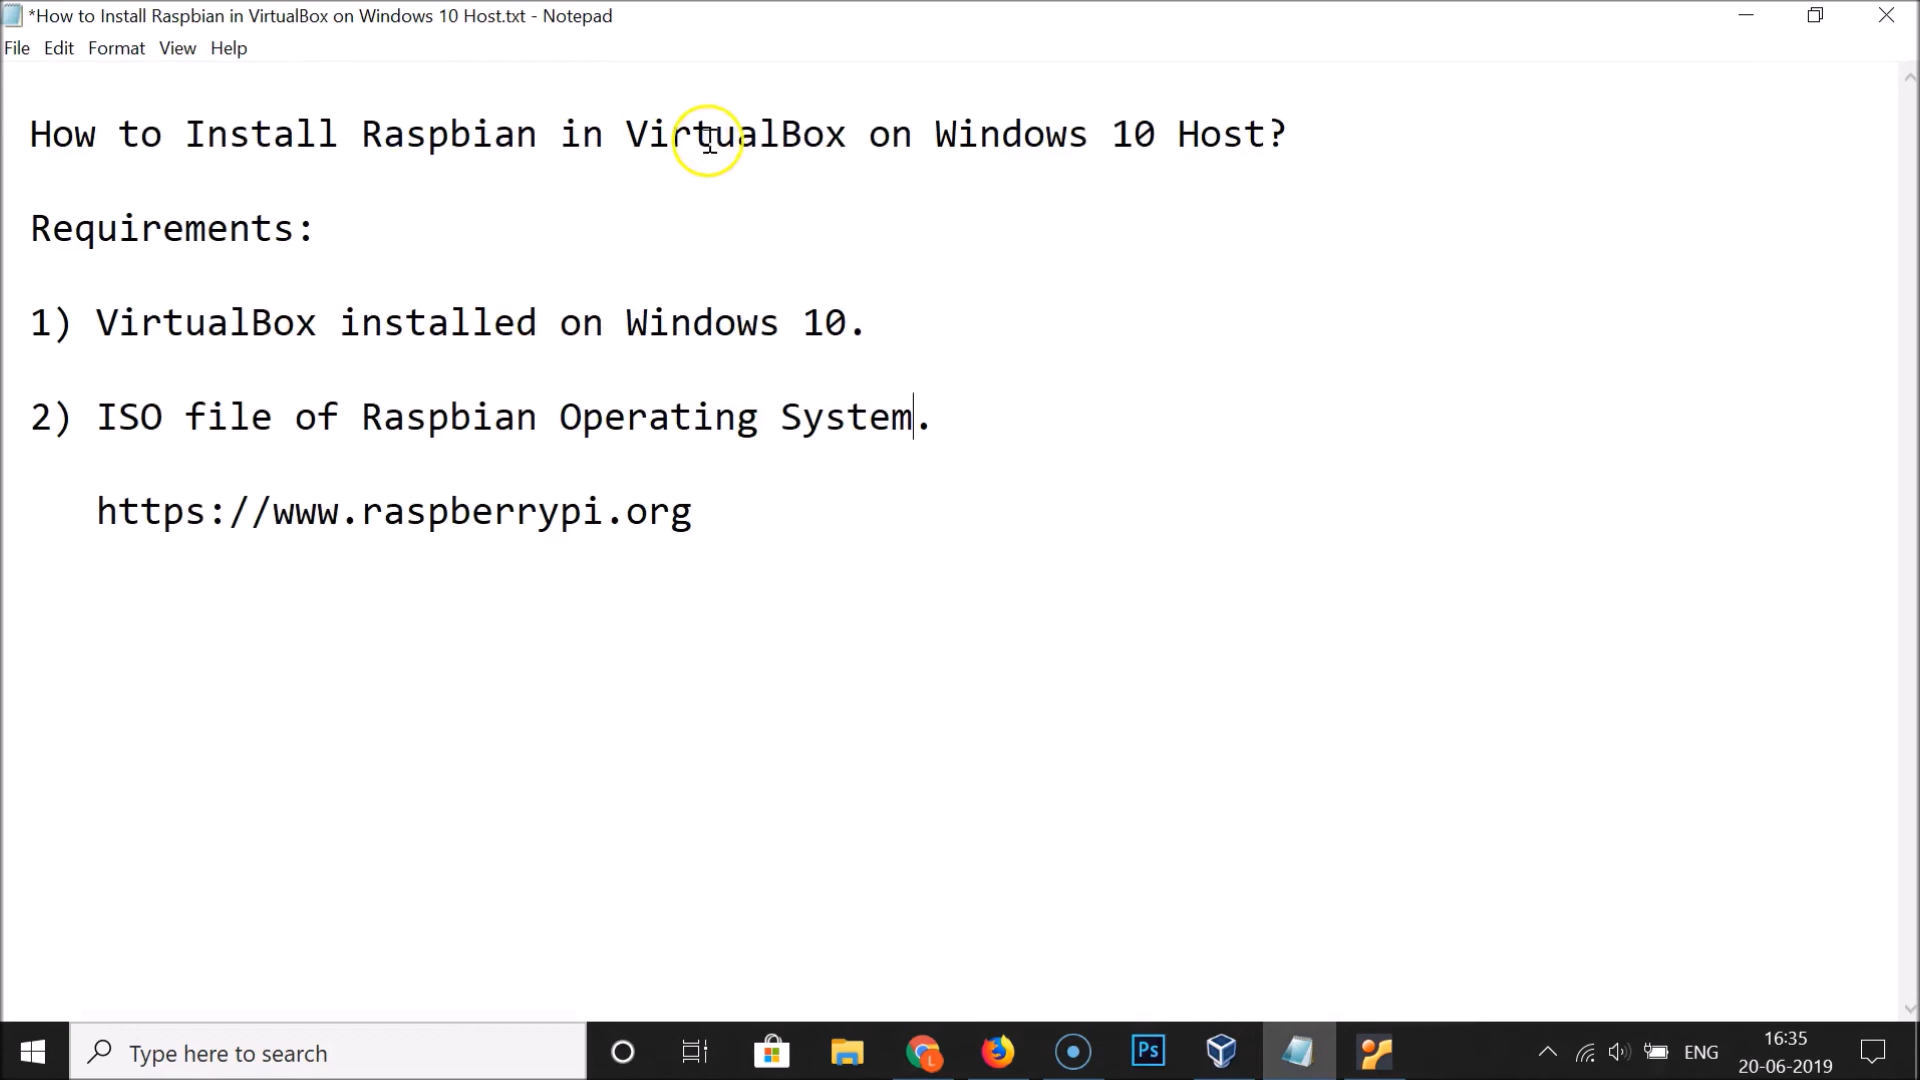 *How to Install Raspbian in VirtualBox on Windows 10 Host.txt - Notepad
File Edit Format View Help
How to Install Raspbian in VirtualBox on Windows 10 Host?
Requirements:
1) VirtualBox installed on Windows 10.
2) ISO file of Raspbian Operating System.
https://www.raspberrypi.org
Type here to search
L
Ps
ENG
16:35
20-06-2019